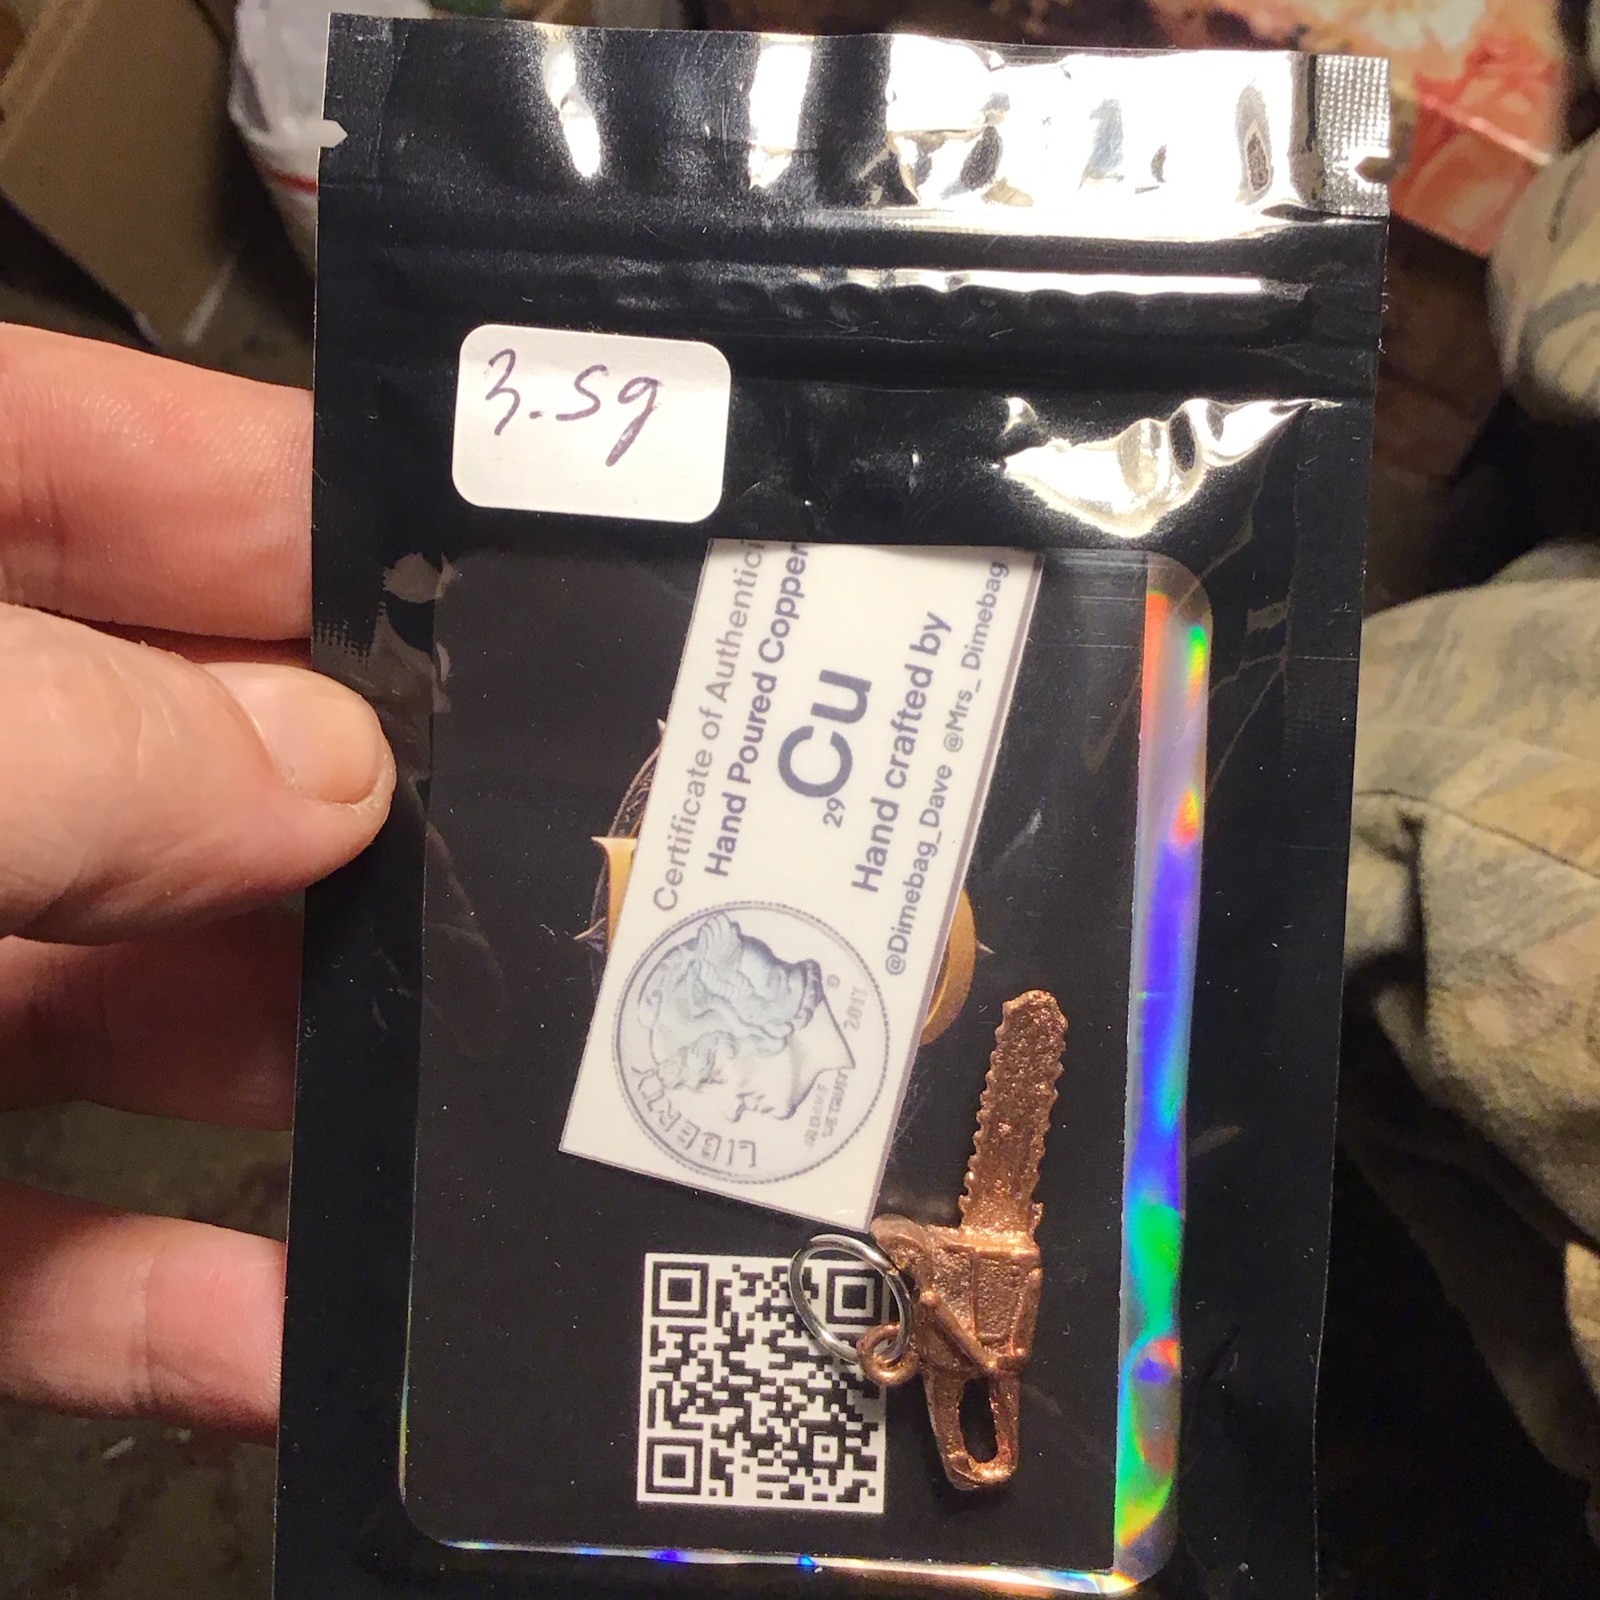 3.5g
Certificate of Authentici
Hand Poured Copper
29Cu
Hand crafted by
@Dimebag_Dave @Mrs_Dimebag
LIBERTY
IN GOD
WE TRUST
2017